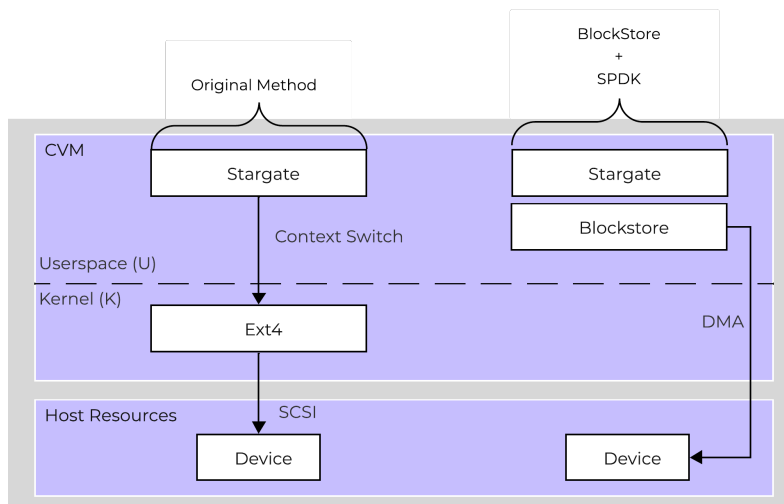 Original Method
BlockStore
+
SPDK
CVM
Stargate
Stargate
Blockstore
Context Switch
Userspace (U)
Kernel (K)
Ext4
DMA
Host Resources
SCSI
Device
Device